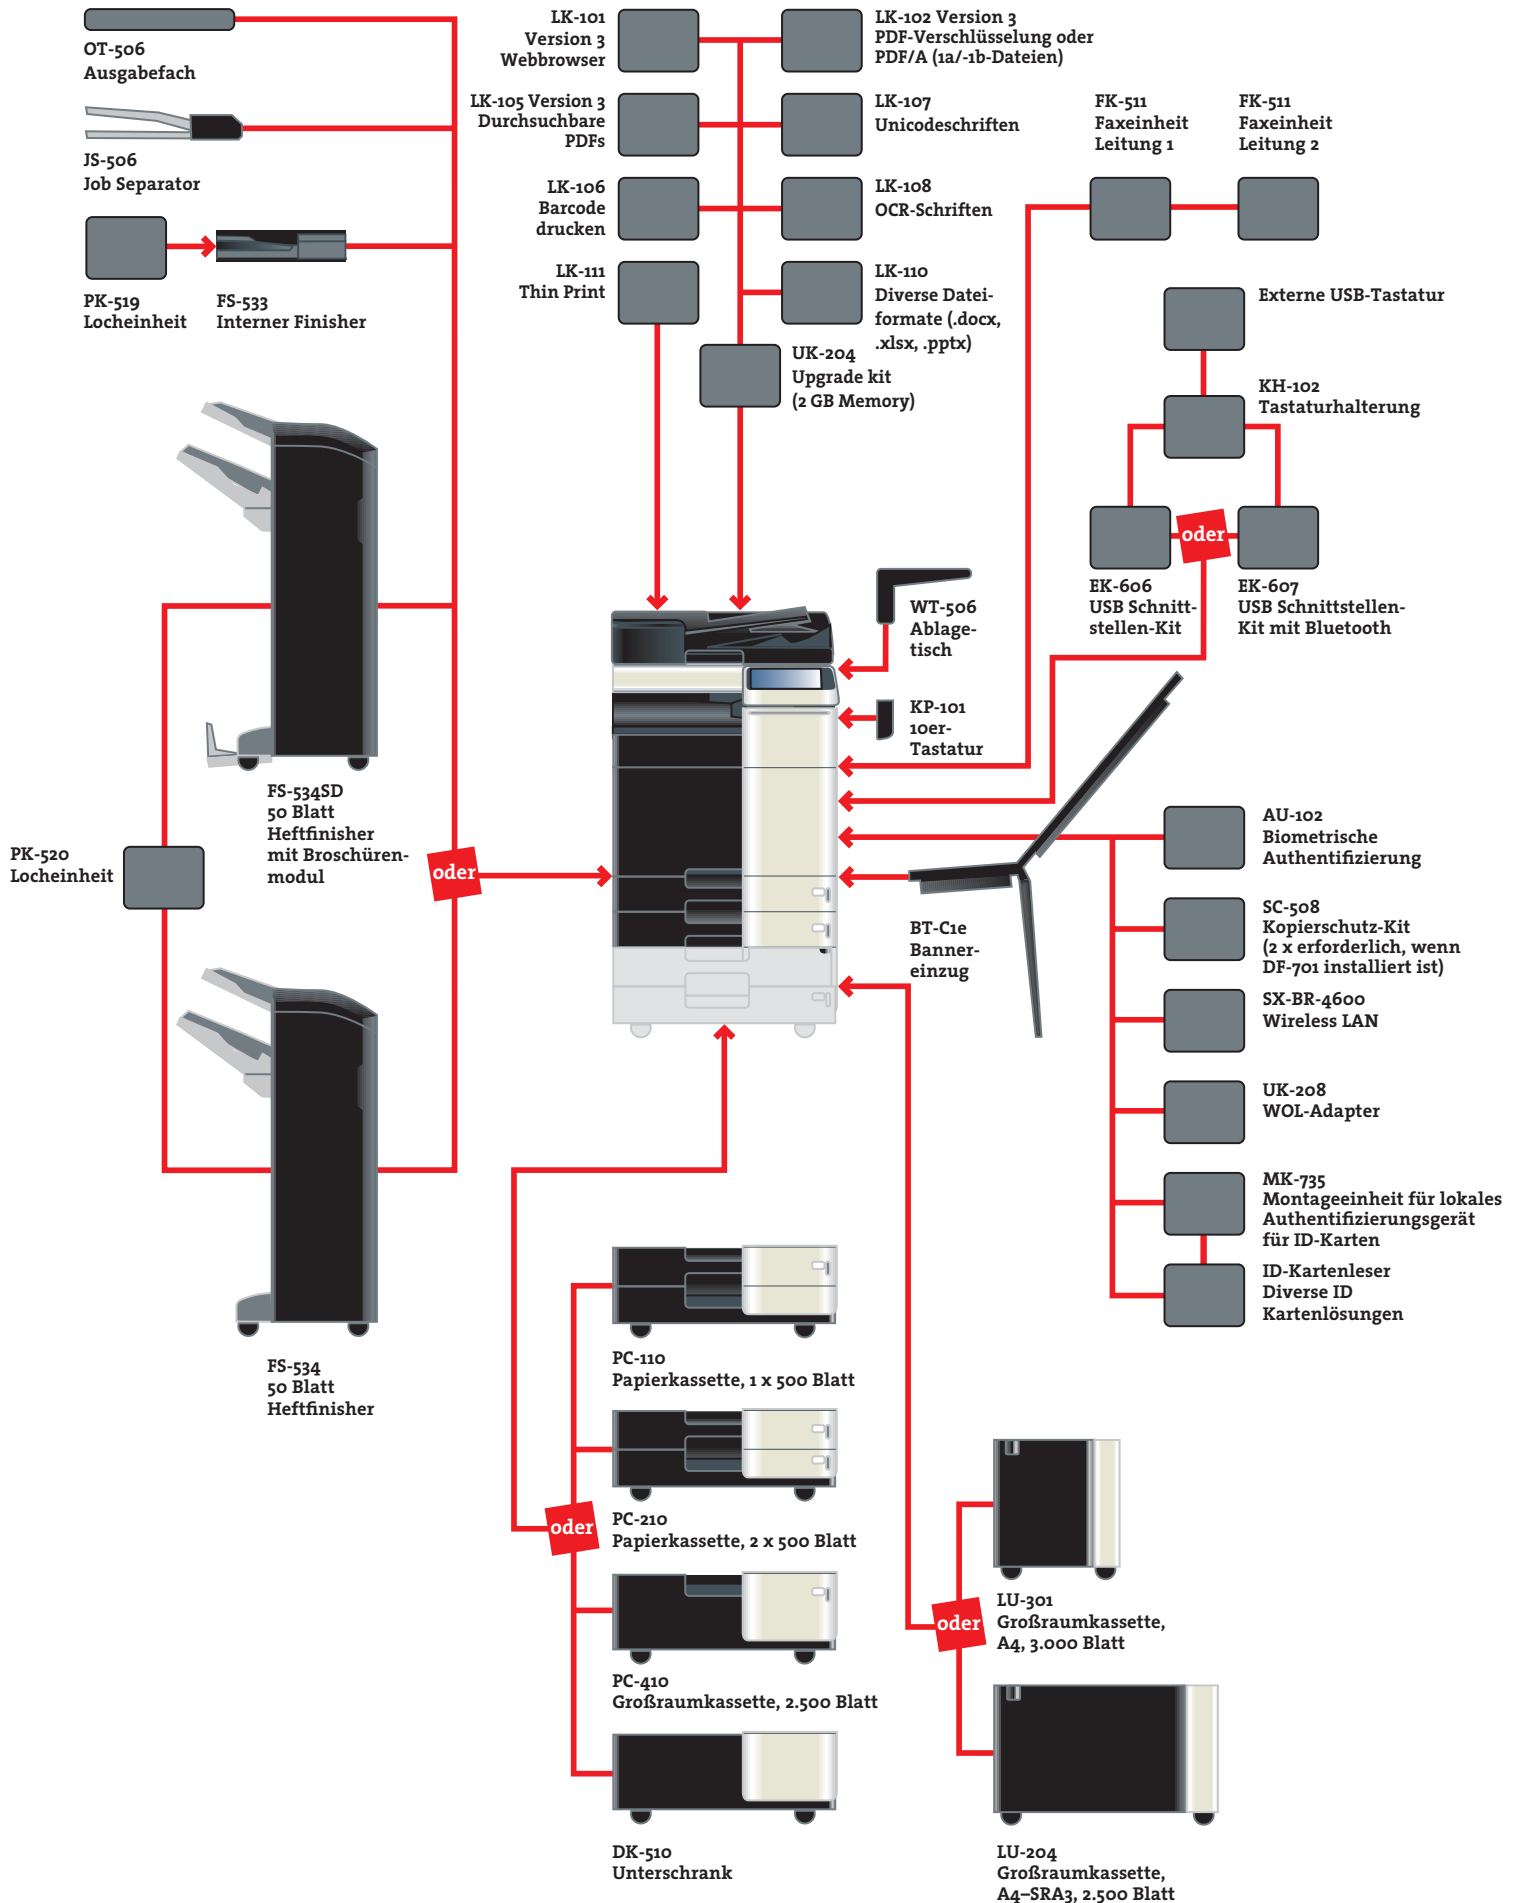 OT-506
Ausgabefach
JS-506
Job Separator
PK-519
Locheinheit
FS-533
Interner Finisher
LK-101
Version 3
Webbrowser
LK-102 Version 3
PDF-Verschlüsselung oder
PDF/A (1a/-1b-Dateien)
LK-105 Version 3
Durchsuchbare
PDFs
LK-107
Unicodeschriften
LK-106
Barcode
drucken
LK-108
OCR-Schriften
LK-111
Thin Print
LK-110
Diverse Datei-
formate (.docx,
.xlsx, .pptx)
UK-204
Upgrade kit
(2 GB Memory)
FK-511
Faxeinheit
Leitung 1
FK-511
Faxeinheit
Leitung 2
Externe USB-Tastatur
KH-102
Tastaturhalterung
oder
EK-606
USB Schnitt-
stellen-Kit
EK-607
USB Schnittstellen-
Kit mit Bluetooth
WT-506
Ablage-
tisch
KP-101
10er-
Tastatur
FS-534SD
50 Blatt
Heftfinisher
mit Broschüren-
modul
PK-520
Locheinheit
oder
BT-C1e
Banner-
einzug
AU-102
Biometrische
Authentifizierung
SC-508
Kopierschutz-Kit
(2 x erforderlich, wenn
DF-701 installiert ist)
SX-BR-4600
Wireless LAN
UK-208
WOL-Adapter
MK-735
Montageeinheit für lokales
Authentifizierungsgerät
für ID-Karten
ID-Kartenleser
Diverse ID
Kartenlösungen
FS-534
50 Blatt
Heftfinisher
PC-110
Papierkassette, 1 x 500 Blatt
oder
PC-210
Papierkassette, 2 x 500 Blatt
PC-410
Großraumkassette, 2.500 Blatt
DK-510
Unterschrank
oder
LU-301
Großraumkassette,
A4, 3.000 Blatt
LU-204
Großraumkassette,
A4–SRA3, 2.500 Blatt